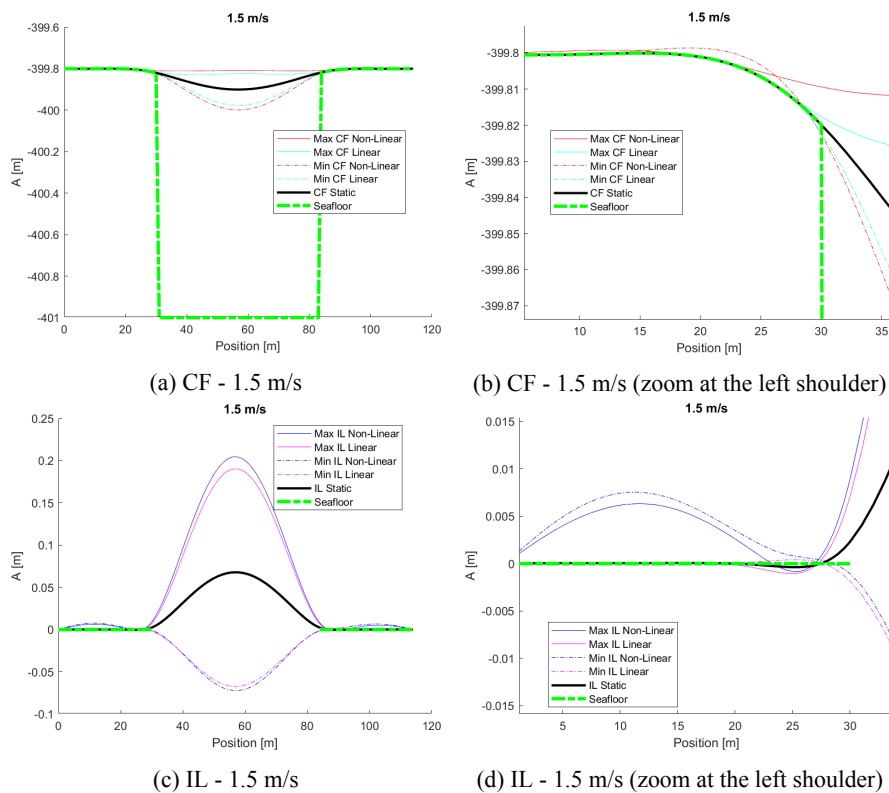 1.5 m/s
A [m]
-399.6
-399.8
-400
-400.2
-400.4
-400.6
-400.8
-401
Max CF Non-Linear
Max CF Linear
Min CF Non-Linear
Min CF Linear
CF Static
Seafloor
0 20 40 60 80 100 120
Position [m]
(a) CF - 1.5 m/s
1.5 m/s
A [m]
-399.8
-399.81
-399.82
-399.83
-399.84
-399.85
-399.86
-399.87
Max CF Non-Linear
Max CF Linear
Min CF Non-Linear
Min CF Linear
CF Static
Seafloor
10 15 20 25 30 35
Position [m]
(b) CF - 1.5 m/s (zoom at the left shoulder)
1.5 m/s
A [m]
0.25
0.2
0.15
0.1
0.05
0
-0.05
-0.1
Max IL Non-Linear
Max IL Linear
Min IL Non-Linear
Min IL Linear
IL Static
Seafloor
0 20 40 60 80 100 120
Position [m]
(c) IL - 1.5 m/s
1.5 m/s
A [m]
0.015
0.01
0.005
0
-0.005
-0.01
-0.015
Max IL Non-Linear
Max IL Linear
Min IL Non-Linear
Min IL Linear
IL Static
Seafloor
5 10 15 20 25 30
Position [m]
(d) IL - 1.5 m/s (zoom at the left shoulder)